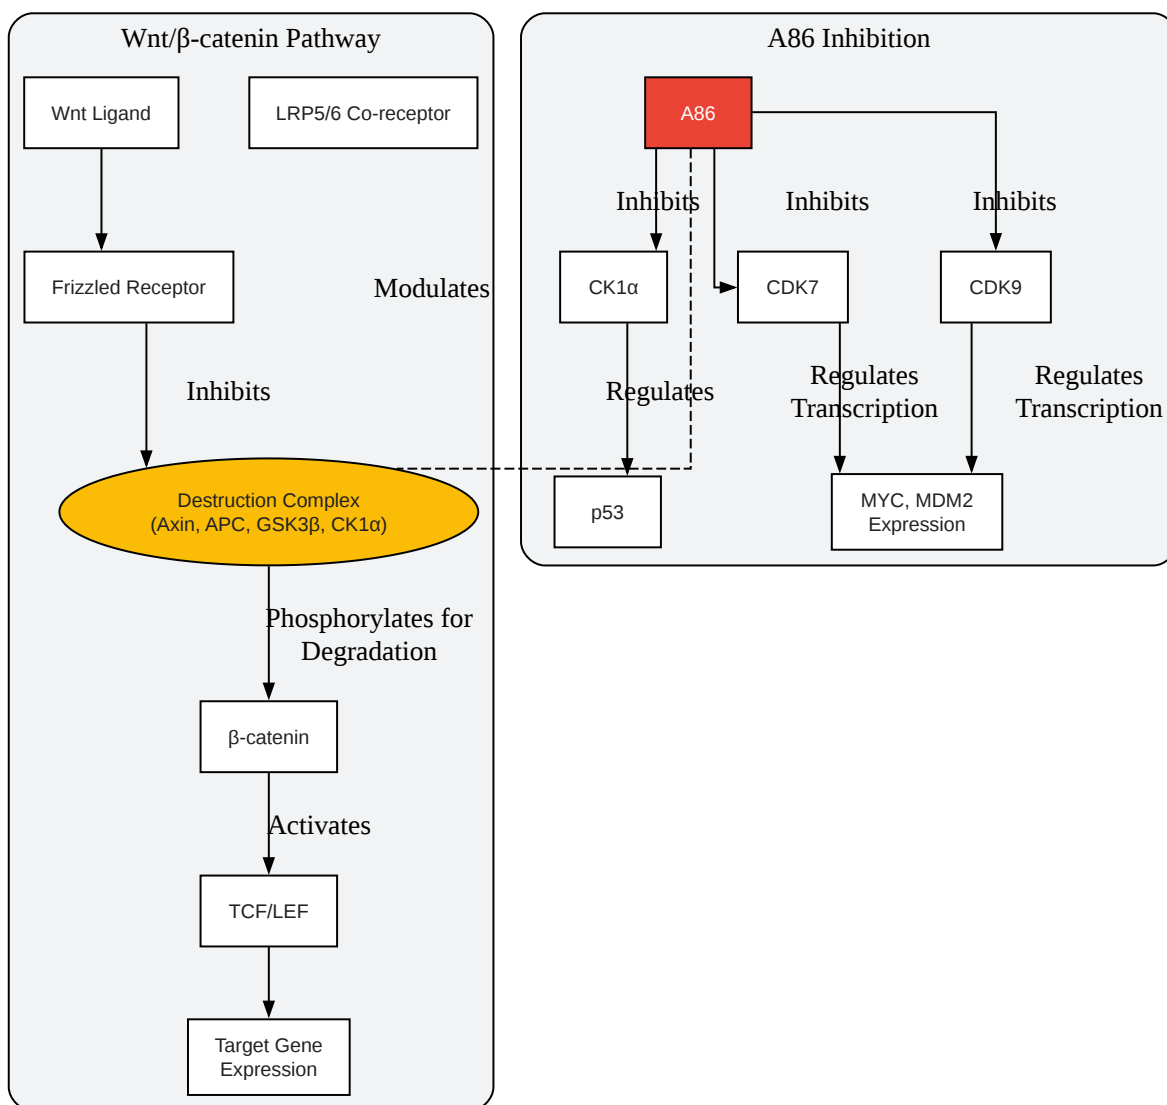 Wnt/β-catenin Pathway
Wnt Ligand
LRP5/6 Co-receptor
Frizzled Receptor
Modulates
Inhibits
Destruction Complex
(Axin, APC, GSK3β, CK1α)
Phosphorylates for
Degradation
β-catenin
Activates
TCF/LEF
Target Gene
Expression
A86 Inhibition
A86
Inhibits
Inhibits
Inhibits
CK1α
CDK7
CDK9
Regulates
Regulates
Transcription
Regulates
Transcription
p53
MYC, MDM2
Expression